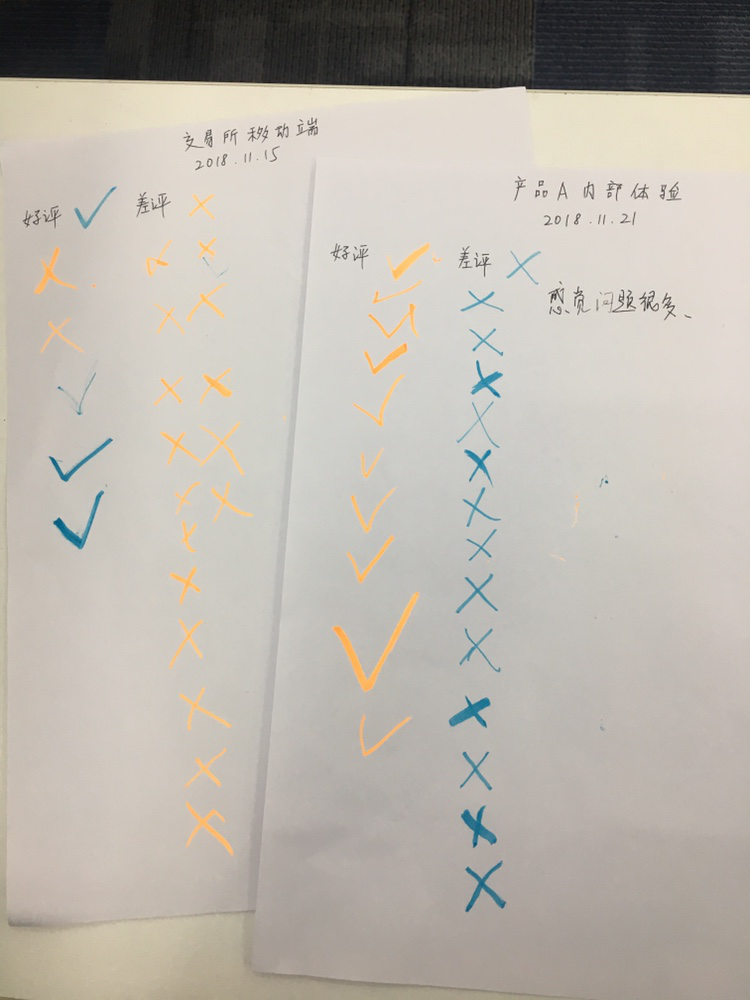 交易所移动端
2018.11.15
好评
差评
产品A内部体验
2018.11.21
好评
差评
感觉问题很多、